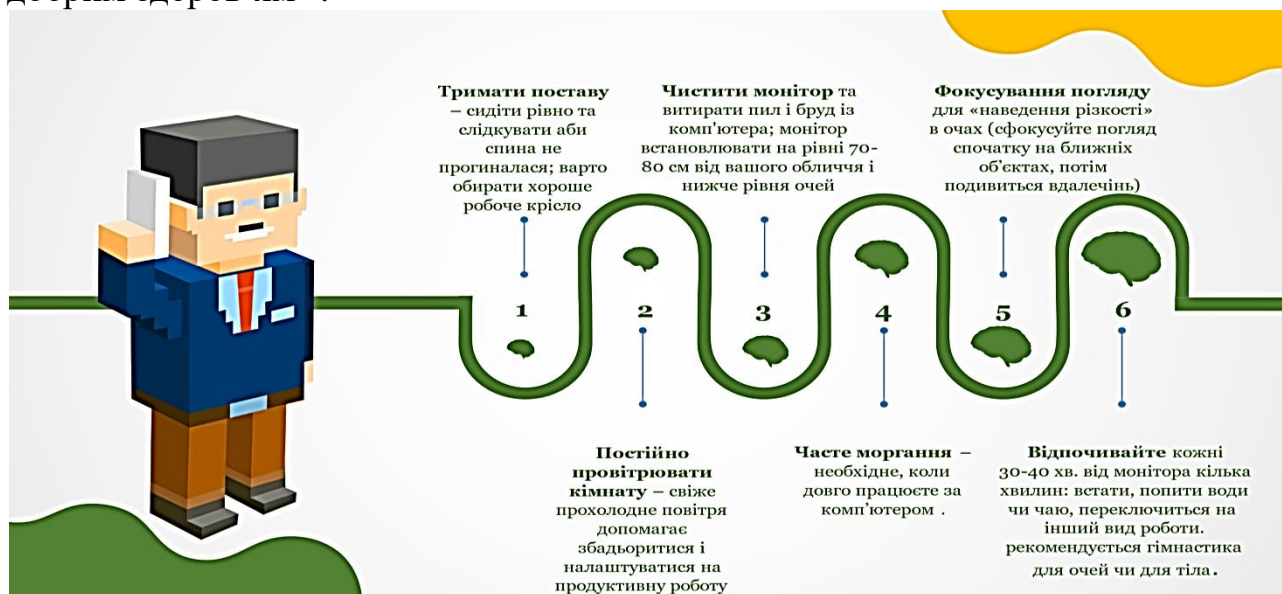 Тримати поставу
– сидіти рівно та
слідкувати аби
спина не
прогиналася; варто
обирати хороше
робоче крісло
Чистити монітор та
витирати пил і бруд із
комп'ютера; монітор
встановлювати на рівні 70-
80 см від вашого обличчя і
нижче рівня очей
Фокусування погляду
для «наведення різкості»
в очах (сфокусуйте погляд
спочатку на ближніх
об’єктах, потім
подивиться вдалечінь)
1
2
3
4
5
6
Постійно
провітрювати
кімнату – свіже
прохолодне повітря
допомагає
збадьоритися і
налаштуватися на
продуктивну роботу
Часте моргання –
необхідне, коли
довго працюєте за
комп’ютером .
Відпочивайте кожні
30-40 хв. від монітора кілька
хвилин: встати, попити води
чи чаю, переключиться на
інший вид роботи.
рекомендується гімнастика
для очей чи для тіла.